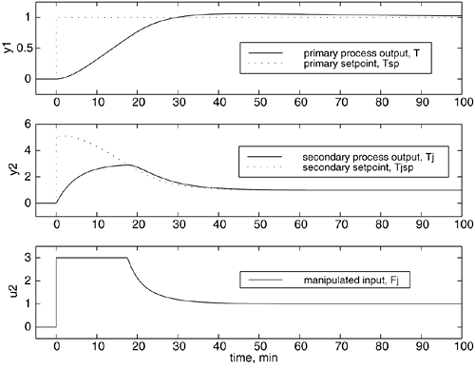 y1
1
0.5
0
primary process output, T
primary setpoint, Tsp
0 10 20 30 40 50 60 70 80 90 100
y2
6
4
2
0
secondary process output, Tj
secondary setpoint, Tjsp
0 10 20 30 40 50 60 70 80 90 100
u2
3
2
1
0
manipulated input, Fj
0 10 20 30 40 50 60 70 80 90 100
time, min